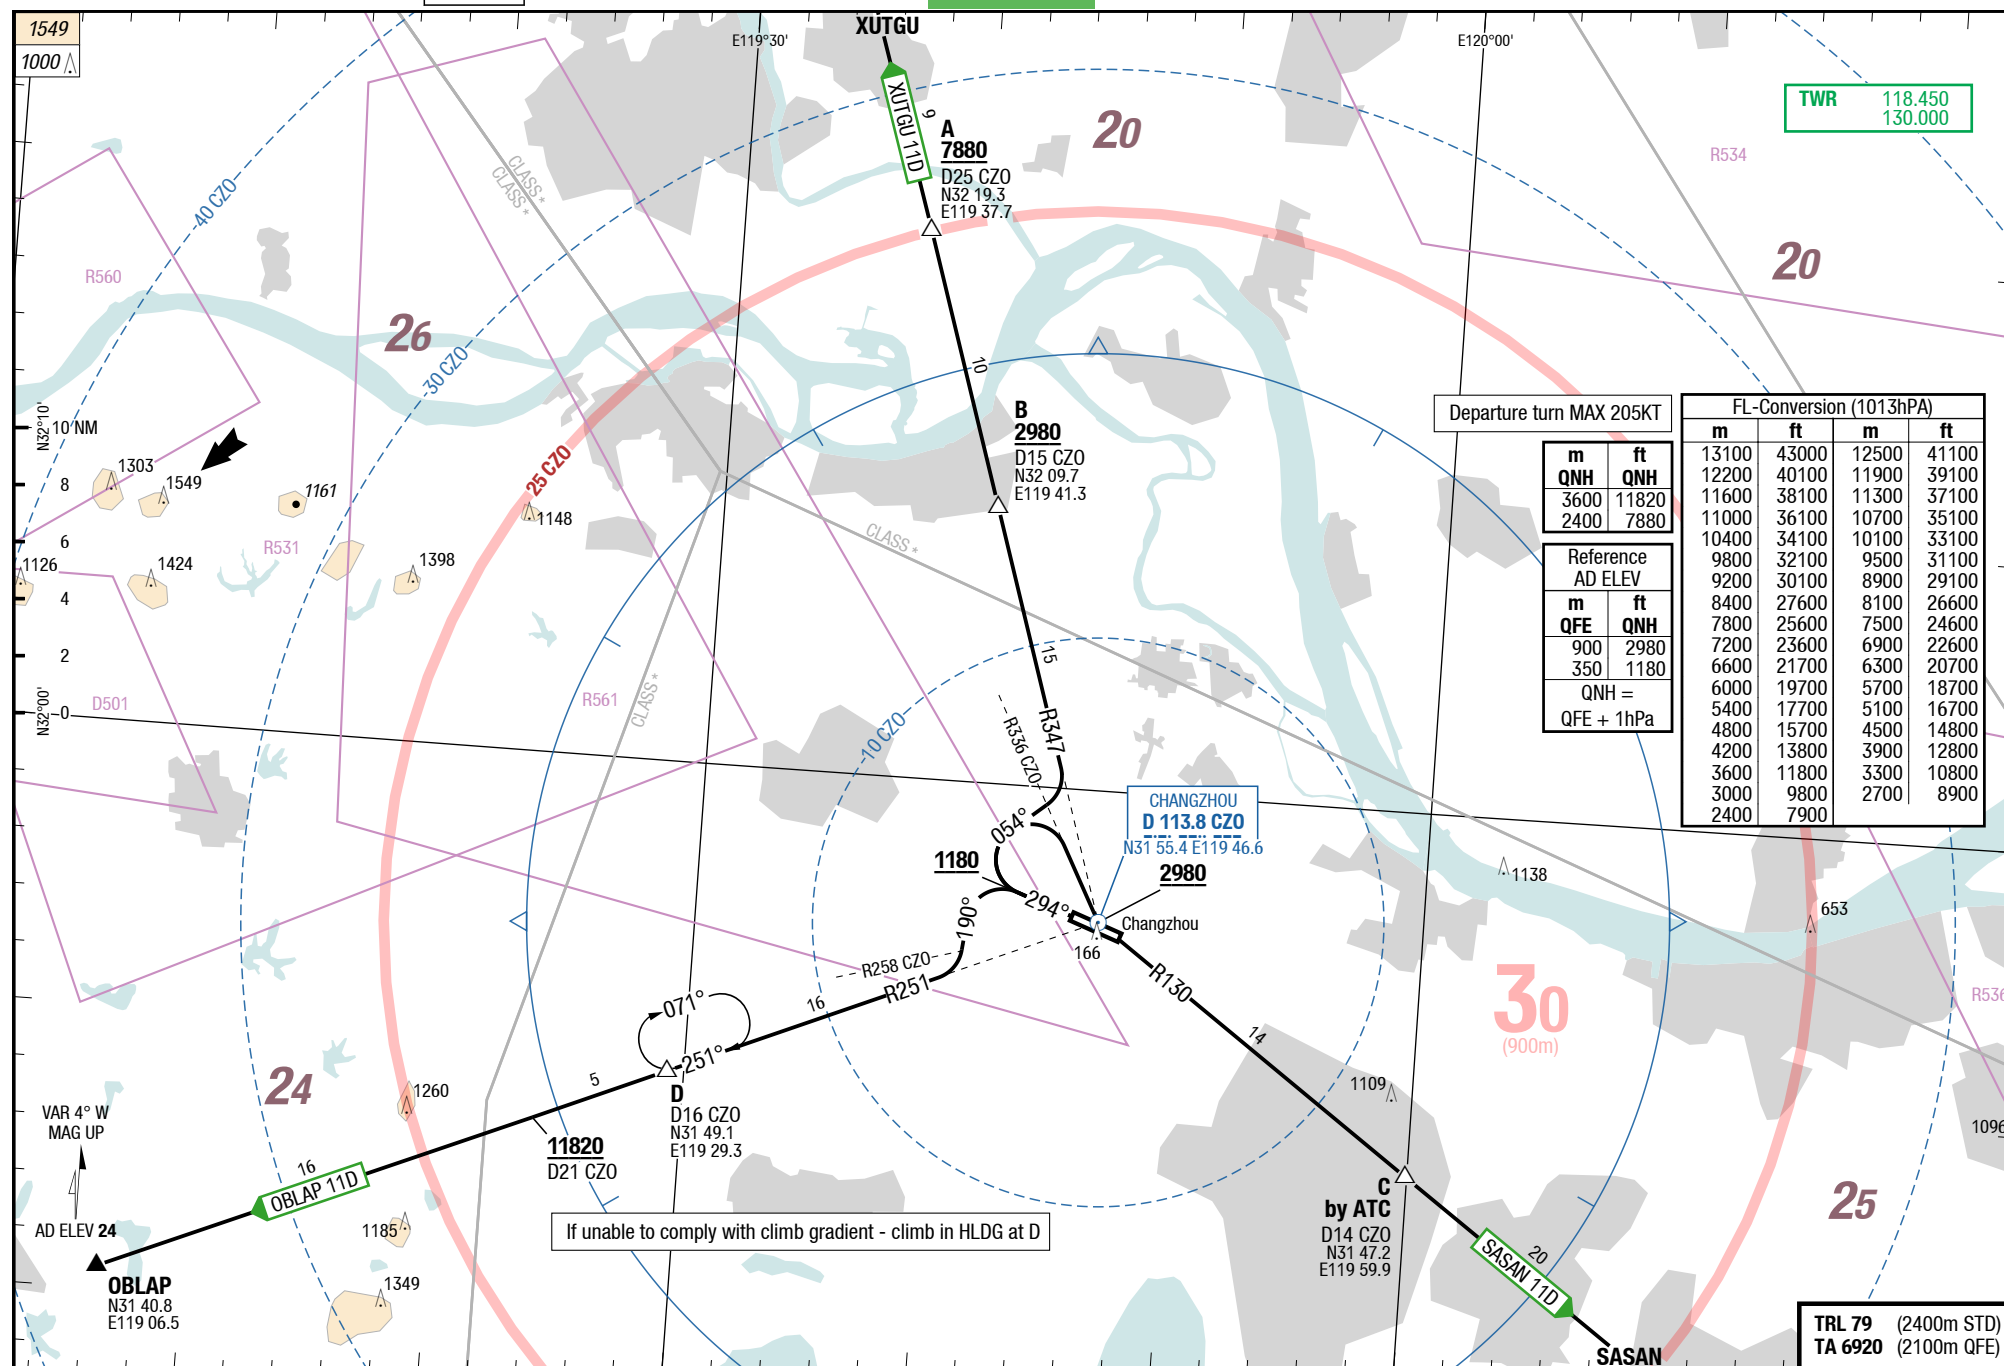 1549
1000
XUTGU
E119°30'
E120°00'
TWR 118.450
130.000
XUTGU 11D
9
A
7880
D25 CZO
N32 19.3
E119 37.7
20
R534
CLASS *
CLASS *
40 CZO
R560
26
20
30 CZO
10
N32°10'
10 NM
B
2980
D15 CZO
N32 09.7
E119 41.3
Departure turn MAX 205KT
m ft
QNH QNH
3600 11820
2400 7880
Reference
AD ELEV
m ft
QFE QNH
900 2980
350 1180
QNH =
QFE + 1hPa
FL-Conversion (1013hPA)
m ft m ft
13100 43000 12500 41100
12200 40100 11900 39100
11600 38100 11300 37100
11000 36100 10700 35100
10400 34100 10100 33100
9800 32100 9500 31100
9200 30100 8900 29100
8400 27600 8100 26600
7800 25600 7500 24600
7200 23600 6900 22600
6600 21700 6300 20700
6000 19700 5700 18700
5400 17700 5100 16700
4800 15700 4500 14800
4200 13800 3900 12800
3600 11800 3300 10800
3000 9800 2700 8900
2400 7900
1303
8
1549
1161
25 CZO
1148
CLASS *
6
R531
1126
1424
1398
4
2
15
D501
R561
CLASS *
N32°00'
0
10 CZO
R336 CZO
R347
CHANGZHOU
D 113.8 CZO
N31 55.4 E119 46.6
054°
1180
2980
1138
294°
Changzhou
190°
166
653
R258 CZO
R251
16
R130
30
(900m)
R536
071°
251°
14
5
D
D16 CZO
N31 49.1
E119 29.3
24
1260
1109
1096
VAR 4° W
MAG UP
11820
D21 CZO
16
OBLAP 11D
C
by ATC
D14 CZO
N31 47.2
E119 59.9
25
AD ELEV 24
1185
If unable to comply with climb gradient - climb in HLDG at D
20
SASAN 11D
OBLAP
N31 40.8
E119 06.5
1349
SASAN
TRL 79 (2400m STD)
TA 6920 (2100m QFE)